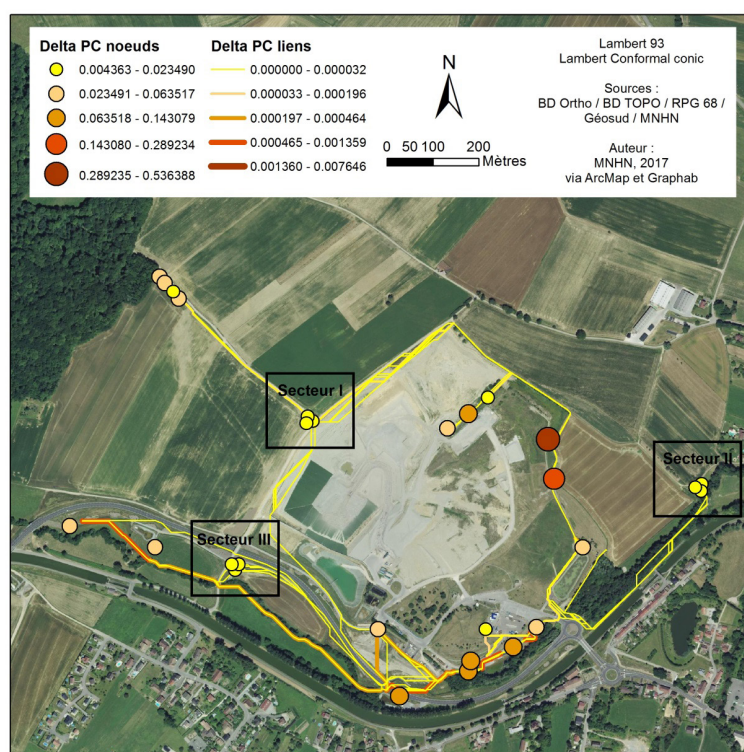 Delta PC noeuds
0.004363 - 0.023490
0.023491 - 0.063517
0.063518 - 0.143079
0.143080 - 0.289234
0.289235 - 0.536388
Delta PC liens
0.000000 - 0.000032
0.000033 - 0.000196
0.000197 - 0.000464
0.000465 - 0.001359
0.001360 - 0.007646
N
0 50 100 200
Mètres
Lambert 93
Lambert Conformal conic
Sources :
BD Ortho / BD TOPO / RPG 68 /
Géosud / MNHN
Auteur :
MNHN, 2017
via ArcMap et Graphab
Secteur I
Secteur II
Secteur III